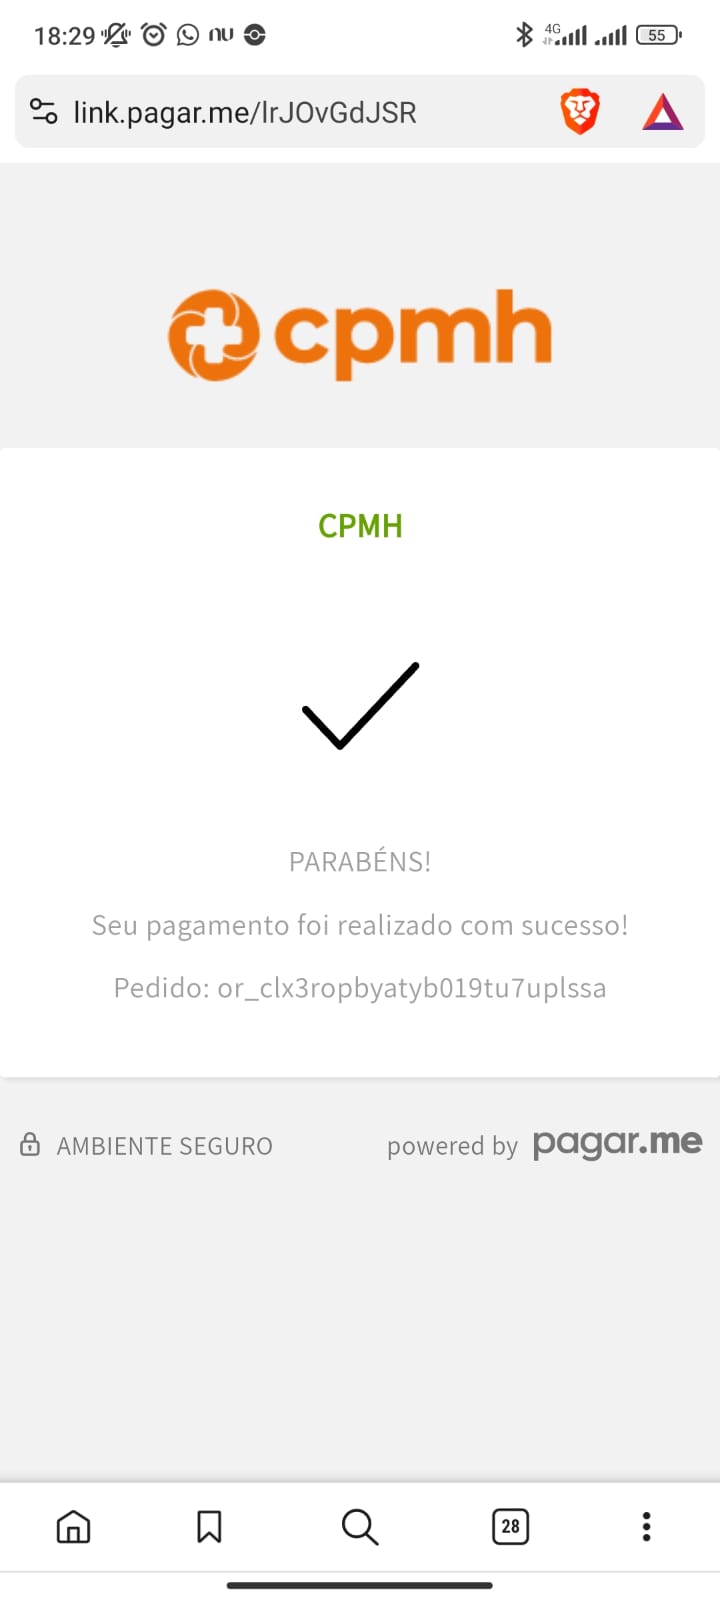 18:29 nu 4G 55
link.pagar.me/lrJOvGdJSR
cpmh
CPMH
PARABÉNS!
Seu pagamento foi realizado com sucesso!
Pedido: or_clx3ropbyatyb019tu7uplssa
AMBIENTE SEGURO powered by pagar.me
28